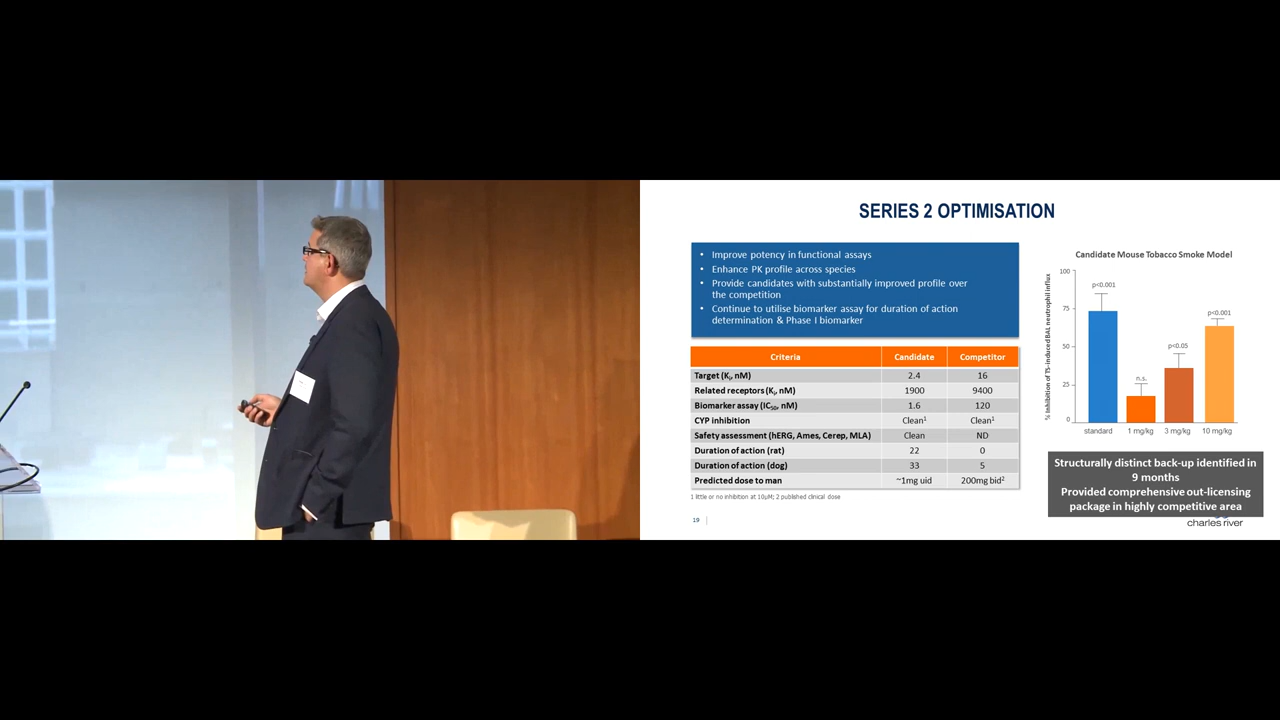 SERIES 2 OPTIMISATION
• Improve potency in functional assays
• Enhance PK profile across species
• Provide candidates with substantially improved profile over
the competition
• Continue to utilise biomarker assay for duration of action
determination & Phase I biomarker
Criteria Candidate Competitor
Target (Ki, nM) 2.4 16
Related receptors (Ki, nM) 1900 9400
Biomarker assay (IC50, nM) 1.6 120
CYP inhibition Clean1 Clean1
Safety assessment (hERG, Ames, Cerep, MLA) Clean ND
Duration of action (rat) 22 0
Duration of action (dog) 33 5
Predicted dose to man ~1mg uid 200mg bid2
1 little or no inhibition at 10µM; 2 published clinical dose
19
Candidate Mouse Tobacco Smoke Model
% Inhibition of TS-induced BAL neutrophil influx
100
75
50
25
0
p<0.001
n.s.
p<0.05
p<0.001
standard 1 mg/kg 3 mg/kg 10 mg/kg
Structurally distinct back-up identified in
9 months
Provided comprehensive out-licensing
package in highly competitive area
charles river